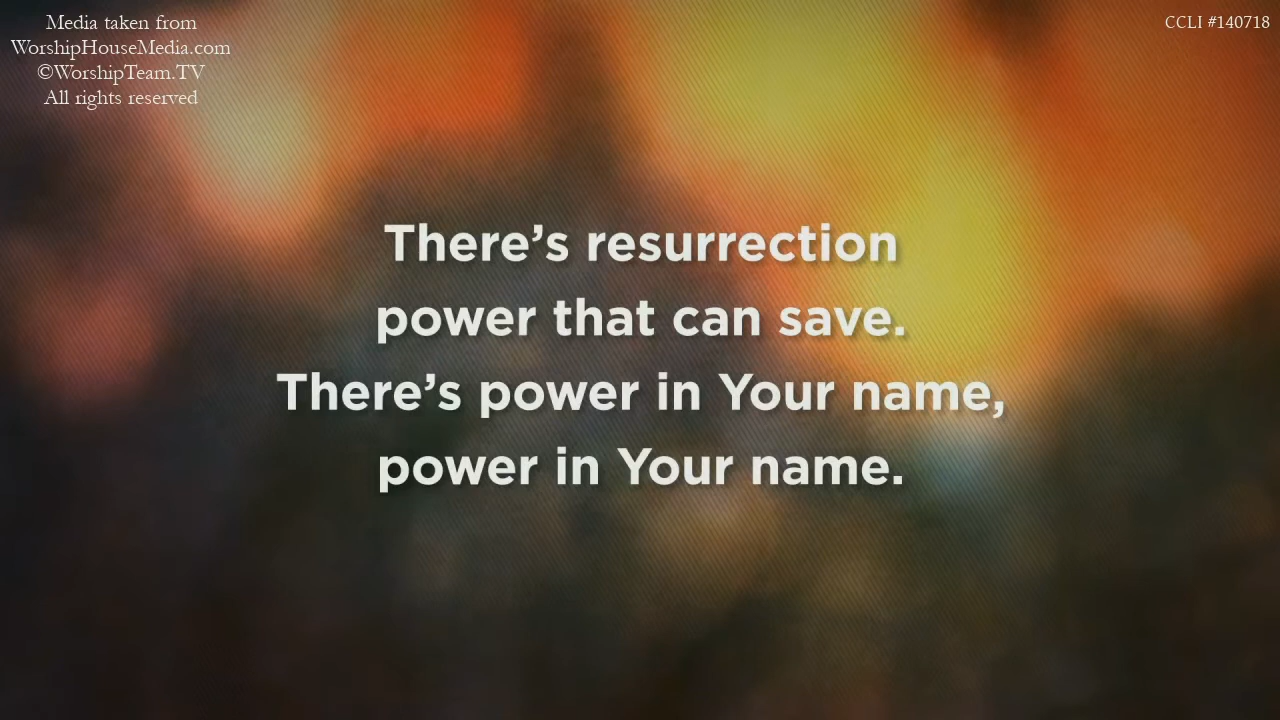 Media taken from
WorshipHouseMedia.com
©WorshipTeam.TV
All rights reserved
CCLI #140718
There’s resurrection
power that can save.
There’s power in Your name,
power in Your name.